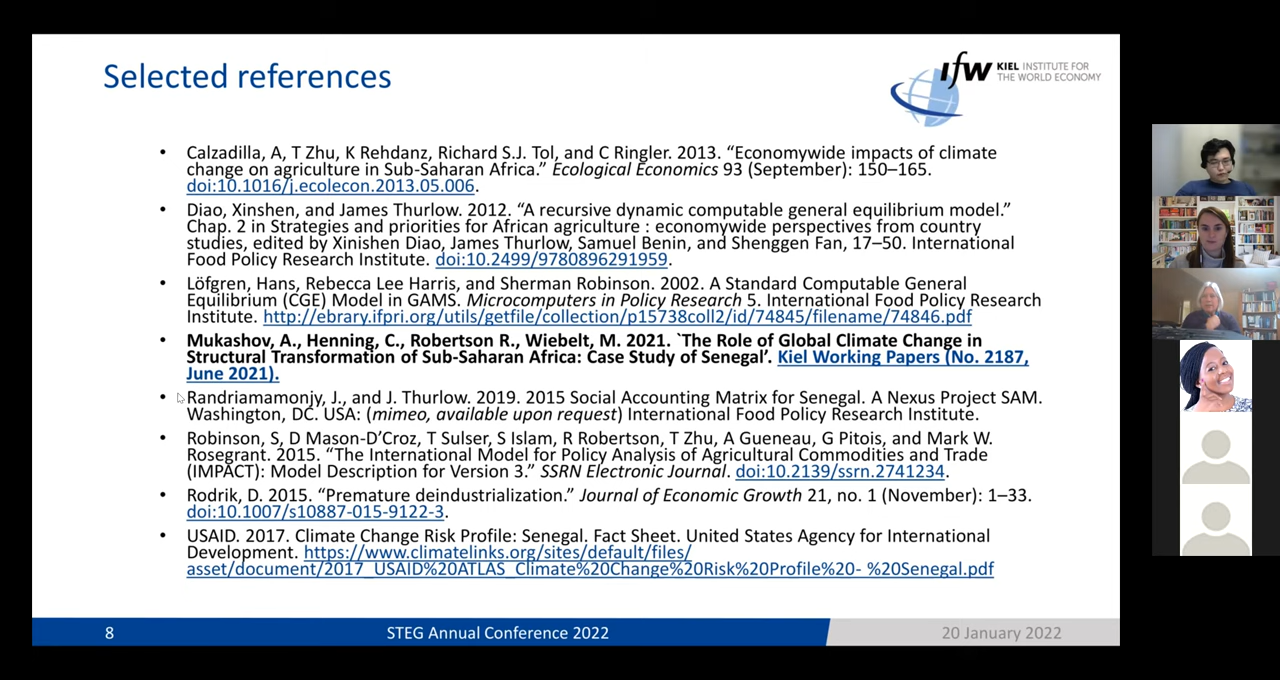 Selected references
ifw KIEL INSTITUTE FOR
THE WORLD ECONOMY
• Calzadilla, A, T Zhu, K Rehdanz, Richard S.J. Tol, and C Ringler. 2013. “Economywide impacts of climate
change on agriculture in Sub-Saharan Africa.” Ecological Economics 93 (September): 150–165.
doi:10.1016/j.ecolecon.2013.05.006.
• Diao, Xinshen, and James Thurlow. 2012. “A recursive dynamic computable general equilibrium model.”
Chap. 2 in Strategies and priorities for African agriculture : economywide perspectives from country
studies, edited by Xinishen Diao, James Thurlow, Samuel Benin, and Shenggen Fan, 17–50. International
Food Policy Research Institute. doi:10.2499/9780896291959.
• Löfgren, Hans, Rebecca Lee Harris, and Sherman Robinson. 2002. A Standard Computable General
Equilibrium (CGE) Model in GAMS. Microcomputers in Policy Research 5. International Food Policy Research
Institute. http://ebrary.ifpri.org/utils/getfile/collection/p15738coll2/id/74845/filename/74846.pdf
• Mukashov, A., Henning, C., Robertson R., Wiebelt, M. 2021. `The Role of Global Climate Change in
Structural Transformation of Sub-Saharan Africa: Case Study of Senegal’. Kiel Working Papers (No. 2187,
June 2021).
• Randriamamonjy, J., and J. Thurlow. 2019. 2015 Social Accounting Matrix for Senegal. A Nexus Project SAM.
Washington, DC. USA: (mimeo, available upon request) International Food Policy Research Institute.
• Robinson, S, D Mason-D’Croz, T Sulser, S Islam, R Robertson, T Zhu, A Gueneau, G Pitois, and Mark W.
Rosegrant. 2015. “The International Model for Policy Analysis of Agricultural Commodities and Trade
(IMPACT): Model Description for Version 3.” SSRN Electronic Journal. doi:10.2139/ssrn.2741234.
• Rodrik, D. 2015. “Premature deindustrialization.” Journal of Economic Growth 21, no. 1 (November): 1–33.
doi:10.1007/s10887-015-9122-3.
• USAID. 2017. Climate Change Risk Profile: Senegal. Fact Sheet. United States Agency for International
Development. https://www.climatelinks.org/sites/default/files/
asset/document/2017_USAID%20ATLAS_Climate%20Change%20Risk%20Profile%20- %20Senegal.pdf
8 STEG Annual Conference 2022 20 January 2022